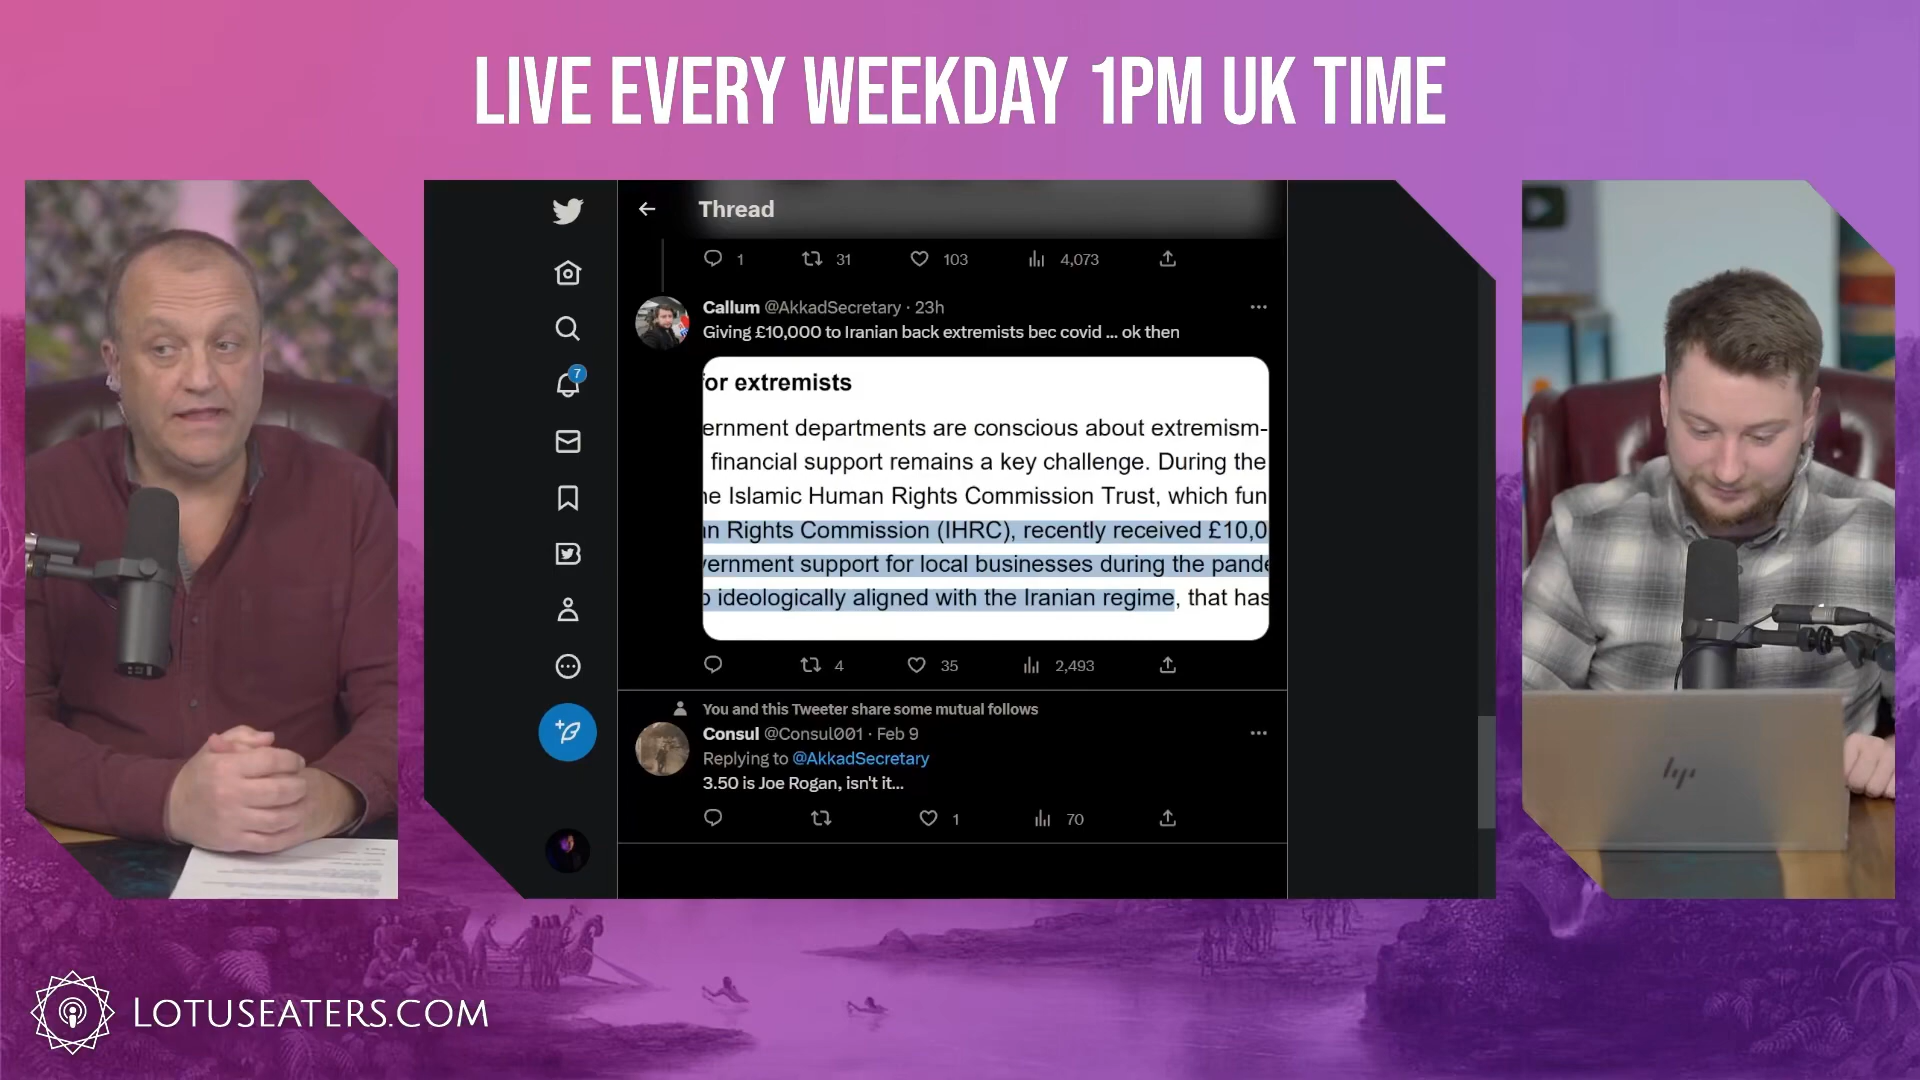 LIVE EVERY WEEKDAY 1PM UK TIME
Thread
1 31 103 4,073
Callum @AkkadSecretary · 23h
Giving £10,000 to Iranian back extremists bec covid ... ok then
7
or extremists
ernment departments are conscious about extremism-
financial support remains a key challenge. During the
e Islamic Human Rights Commission Trust, which fun
n Rights Commission (IHRC), recently received £10,0
ernment support for local businesses during the pande
ideologically aligned with the Iranian regime, that has
4 35 2,493
You and this Tweeter share some mutual follows
Consul @Consul001 · Feb 9
Replying to @AkkadSecretary
3.50 is Joe Rogan, isn't it...
1 70
hp
LOTUSEATERS.COM